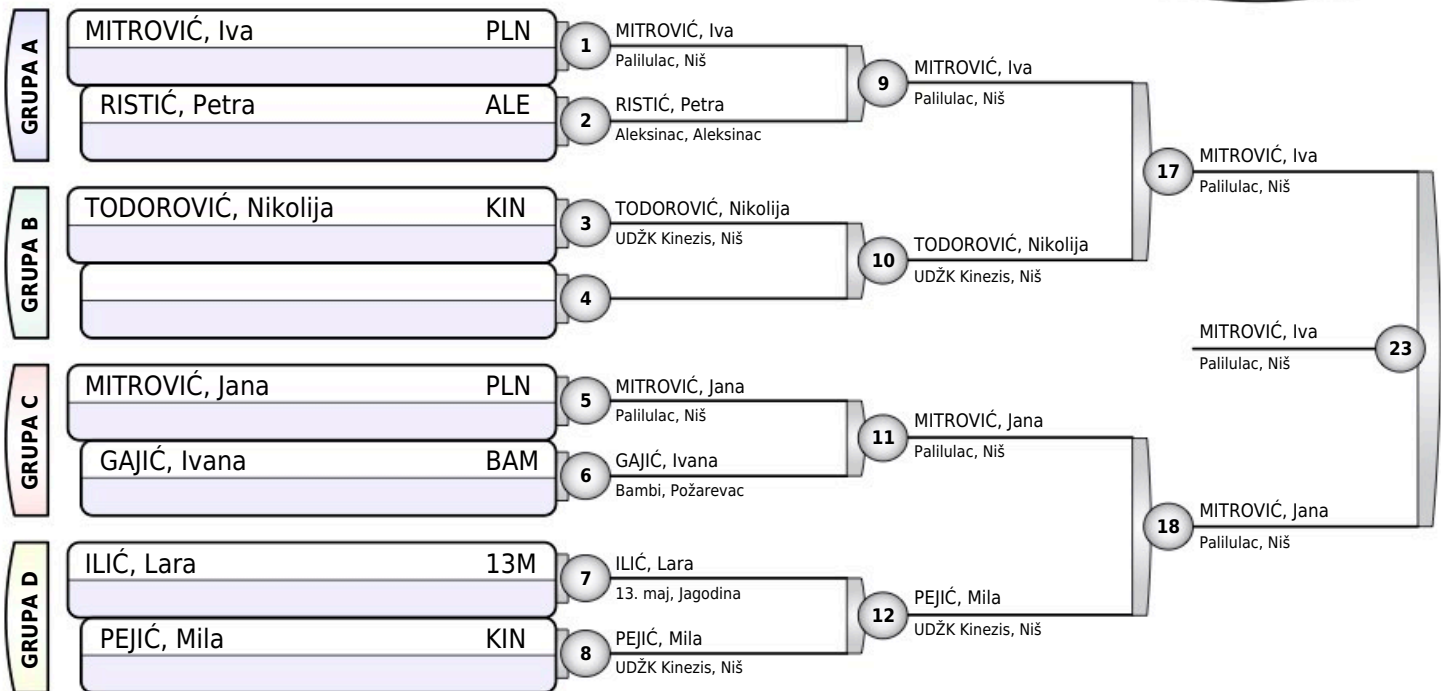 GRUPA A
MITROVIĆ, Iva PLN
RISTIĆ, Petra ALE
1
MITROVIĆ, Iva
Palilulac, Niš
2
RISTIĆ, Petra
Aleksinac, Aleksinac
9
MITROVIĆ, Iva
Palilulac, Niš
GRUPA B
TODOROVIĆ, Nikolija KIN
3
TODOROVIĆ, Nikolija
UDŽK Kinezis, Niš
4
10
TODOROVIĆ, Nikolija
UDŽK Kinezis, Niš
17
MITROVIĆ, Iva
Palilulac, Niš
GRUPA C
MITROVIĆ, Jana PLN
GAJIĆ, Ivana BAM
5
MITROVIĆ, Jana
Palilulac, Niš
6
GAJIĆ, Ivana
Bambi, Požarevac
11
MITROVIĆ, Jana
Palilulac, Niš
GRUPA D
ILIĆ, Lara 13M
PEJIĆ, Mila KIN
7
ILIĆ, Lara
13. maj, Jagodina
8
PEJIĆ, Mila
UDŽK Kinezis, Niš
12
PEJIĆ, Mila
UDŽK Kinezis, Niš
18
MITROVIĆ, Jana
Palilulac, Niš
MITROVIĆ, Iva
Palilulac, Niš
23